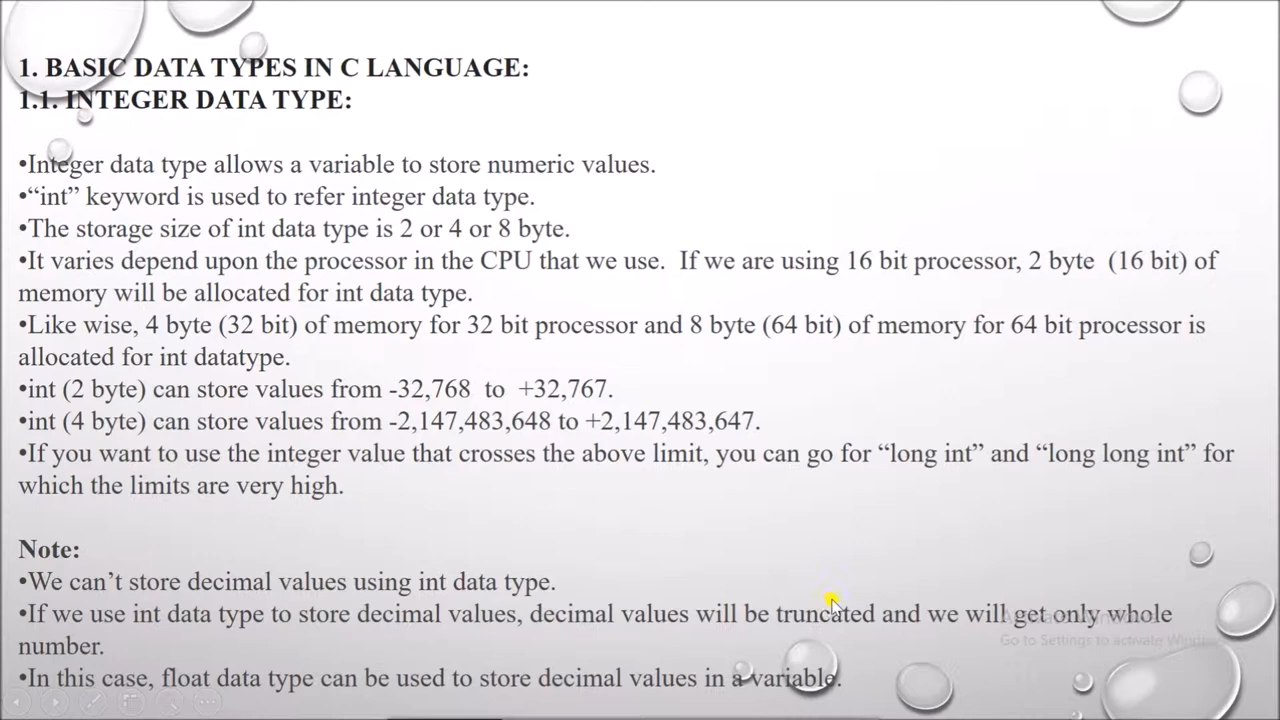 1. BASIC DATA TYPES IN C LANGUAGE:
1.1. INTEGER DATA TYPE:
•Integer data type allows a variable to store numeric values.
•“int” keyword is used to refer integer data type.
•The storage size of int data type is 2 or 4 or 8 byte.
•It varies depend upon the processor in the CPU that we use.  If we are using 16 bit processor, 2 byte  (16 bit) of
memory will be allocated for int data type.
•Like wise, 4 byte (32 bit) of memory for 32 bit processor and 8 byte (64 bit) of memory for 64 bit processor is
allocated for int datatype.
•int (2 byte) can store values from -32,768  to  +32,767.
•int (4 byte) can store values from -2,147,483,648 to +2,147,483,647.
•If you want to use the integer value that crosses the above limit, you can go for “long int” and “long long int” for
which the limits are very high.
Note:
•We can’t store decimal values using int data type.
•If we use int data type to store decimal values, decimal values will be truncated and we will get only whole
number.
•In this case, float data type can be used to store decimal values in a variable.
Activate Windows
Go to Settings to activate Windows